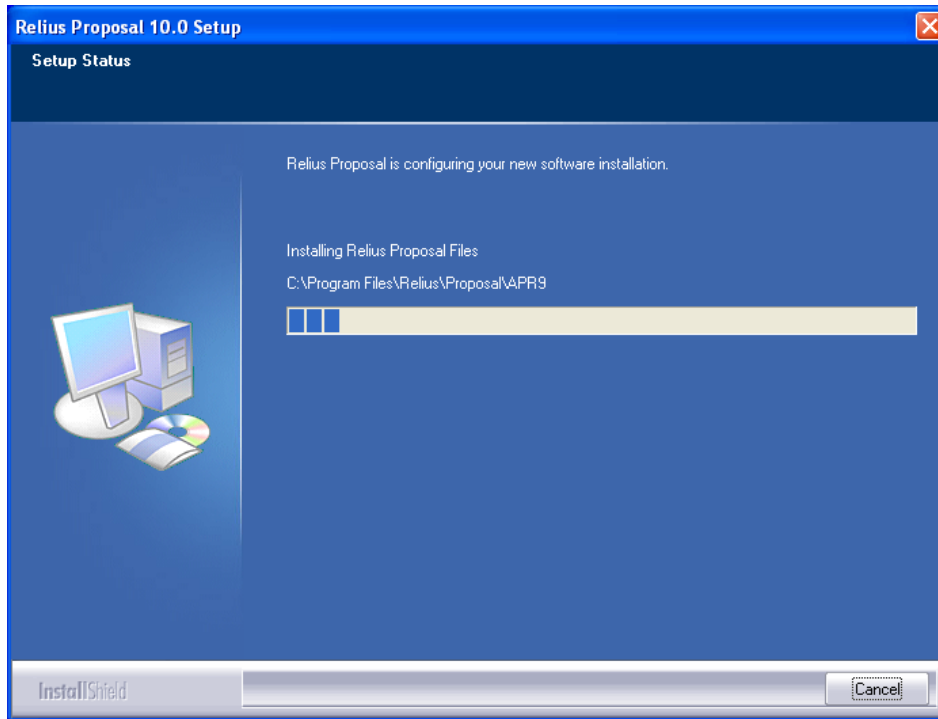 Relius Proposal 10.0 Setup
Setup Status
Relius Proposal is configuring your new software installation.
Installing Relius Proposal Files
C:\Program Files\Relius\Proposal\APR9
InstallShield
Cancel